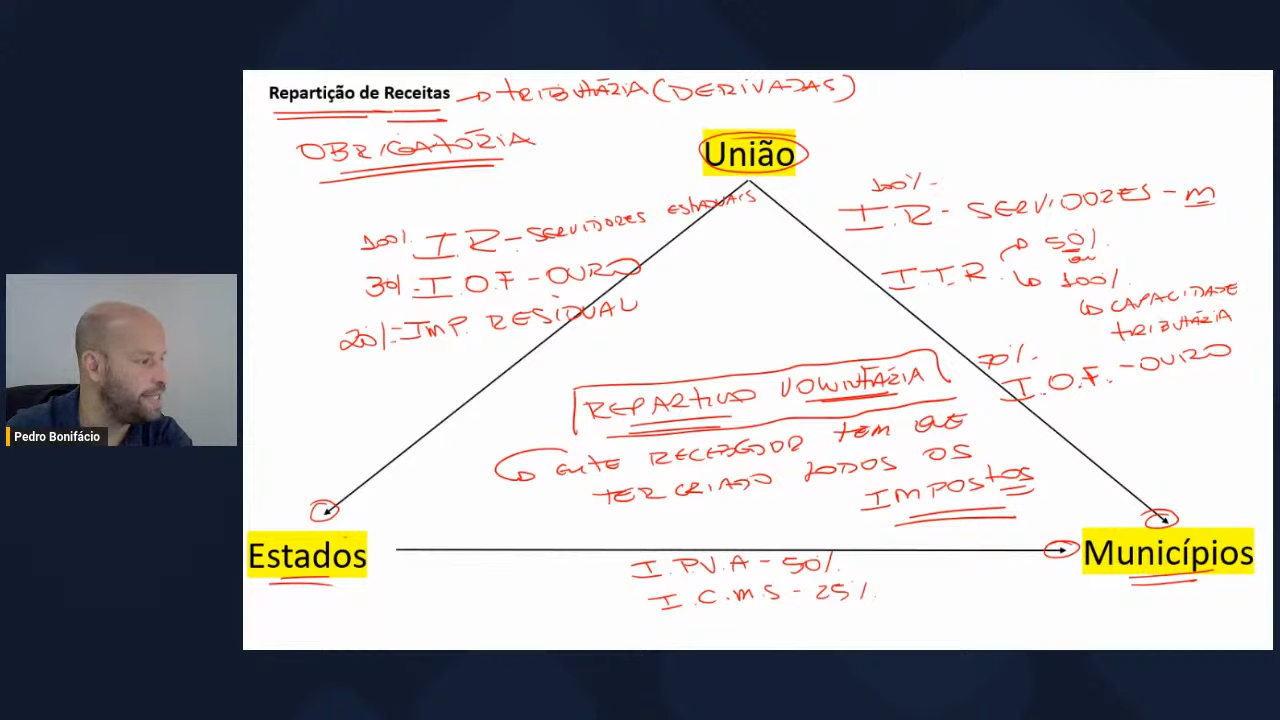 Repartição de Receitas → TRIBUTÁRIA (DERIVADAS)
OBRIGATÓRIA
União
100% I.R - SERVIDORES ESTADUAIS
30% - I.O.F - OURO
20% - IMP. RESIDUAL
100%
I.R - SERVIDORES - M
I.T.R. → 50%
ou
→ 100%
→ CAPACIDADE
TRIBUTÁRIA
70%
I.O.F. - OURO
REPARTIÇÃO VOLUNTÁRIA
→ ENTE RECEBEDOR TEM QUE
TER CRIADO TODOS OS
IMPOSTOS
Pedro Bonifácio
Estados
Municípios
I.P.V.A - 50%
I.C.M.S - 25%